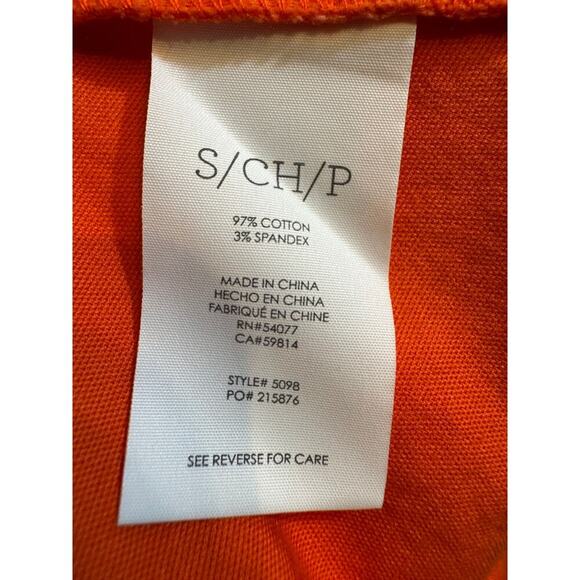 S/CH/P
97% COTTON
3% SPANDEX
MADE IN CHINA
HECHO EN CHINA
FABRIQUÉ EN CHINE
RN#54077
CA#59814
STYLE# 5098
PO# 215876
SEE REVERSE FOR CARE